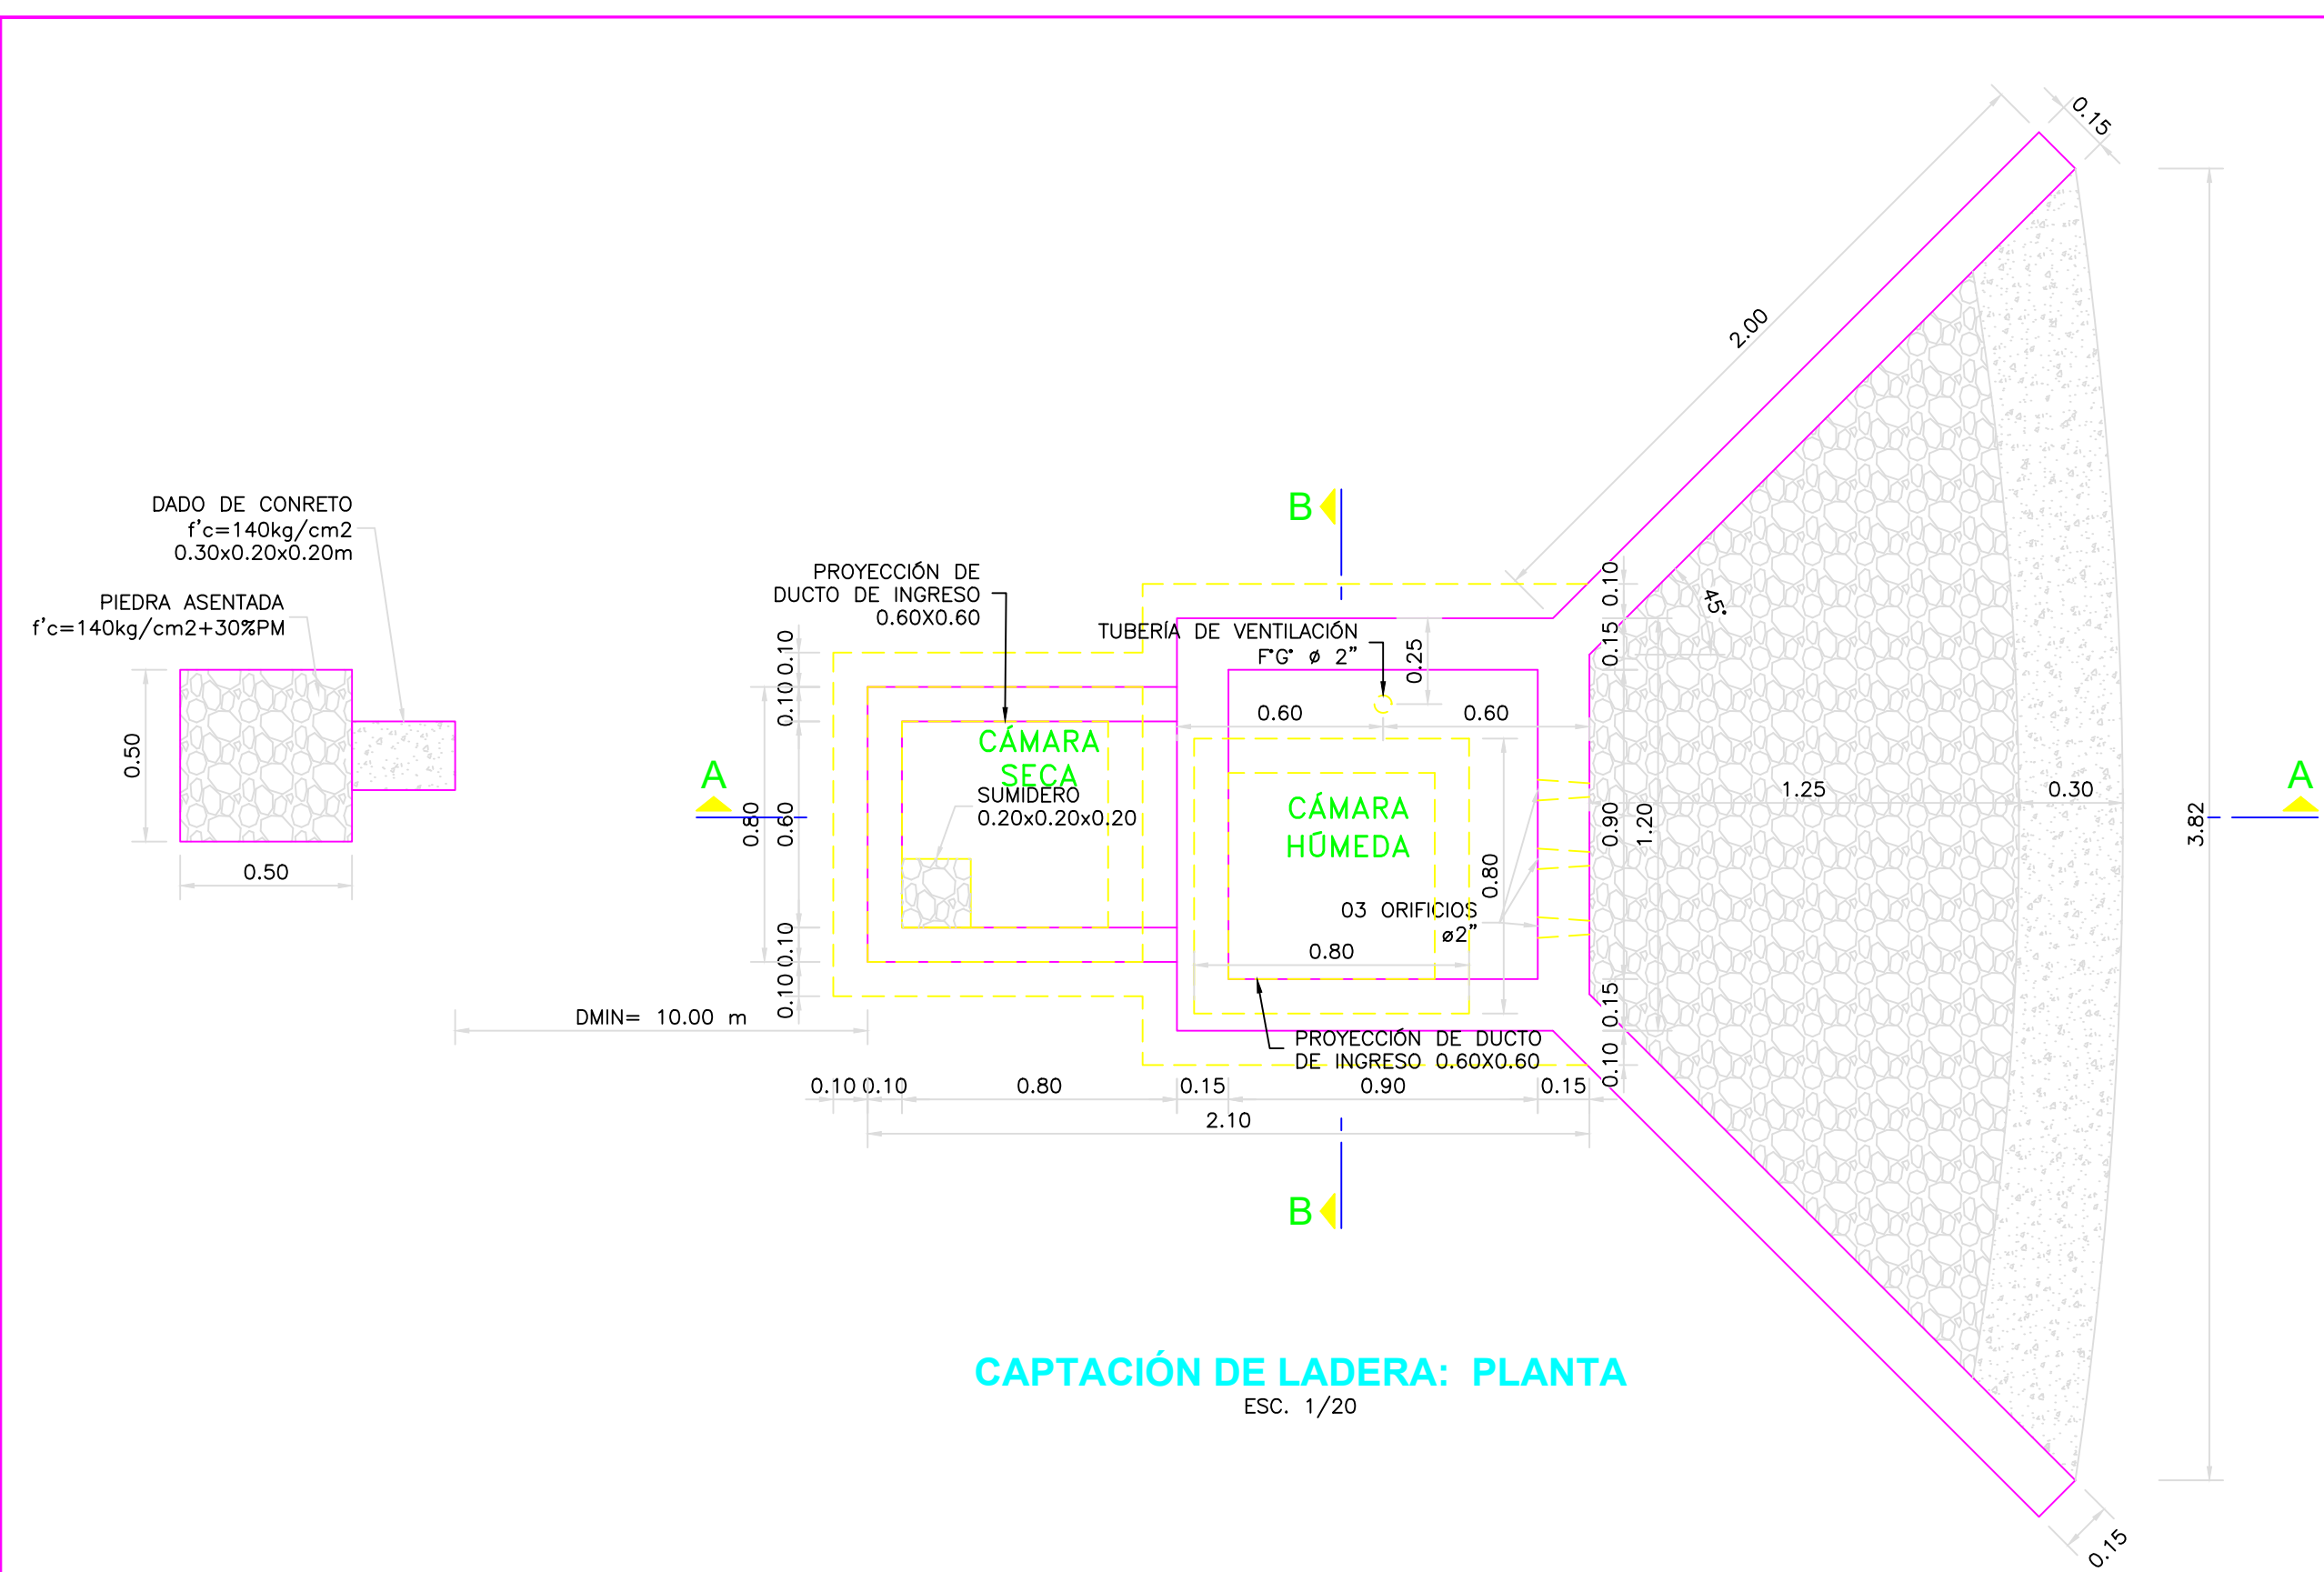 0.15
2.00
45°
DADO DE CONRETO
f'c=140kg/cm2
0.30x0.20x0.20m
PIEDRA ASENTADA
f'c=140kg/cm2+30%PM
0.50
0.50
PROYECCIÓN DE
DUCTO DE INGRESO
0.60X0.60
B
TUBERÍA DE VENTILACIÓN
F°G° ø 2"
0.25
0.60
0.60
0.10
0.10
0.60
0.80
0.10
0.10
A
CÁMARA
SECA
SUMIDERO
0.20x0.20x0.20
CÁMARA
HÚMEDA
0.80
0.80
03 ORIFICIOS
ø2"
0.10
0.15
0.90
1.20
0.15
0.10
1.25
0.30
3.82
A
DMIN= 10.00 m
PROYECCIÓN DE DUCTO
DE INGRESO 0.60X0.60
0.10
0.10
0.80
0.15
0.90
0.15
2.10
B
CAPTACIÓN DE LADERA: PLANTA
ESC. 1/20
0.15